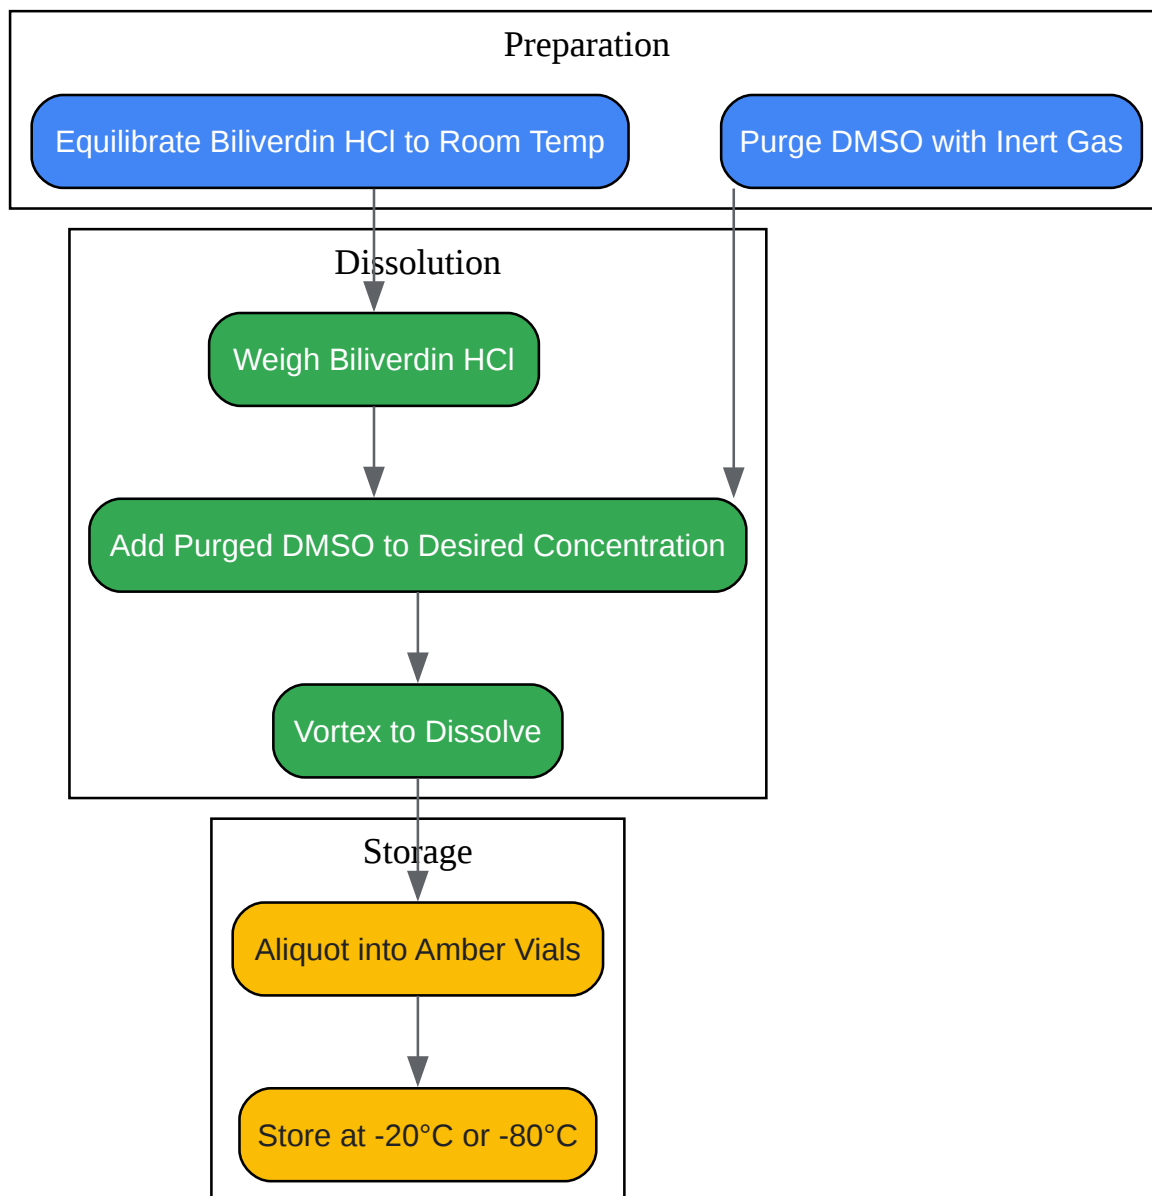 Preparation
Equilibrate Biliverdin HCl to Room Temp
Purge DMSO with Inert Gas
Dissolution
Weigh Biliverdin HCl
Add Purged DMSO to Desired Concentration
Vortex to Dissolve
Storage
Aliquot into Amber Vials
Store at -20°C or -80°C